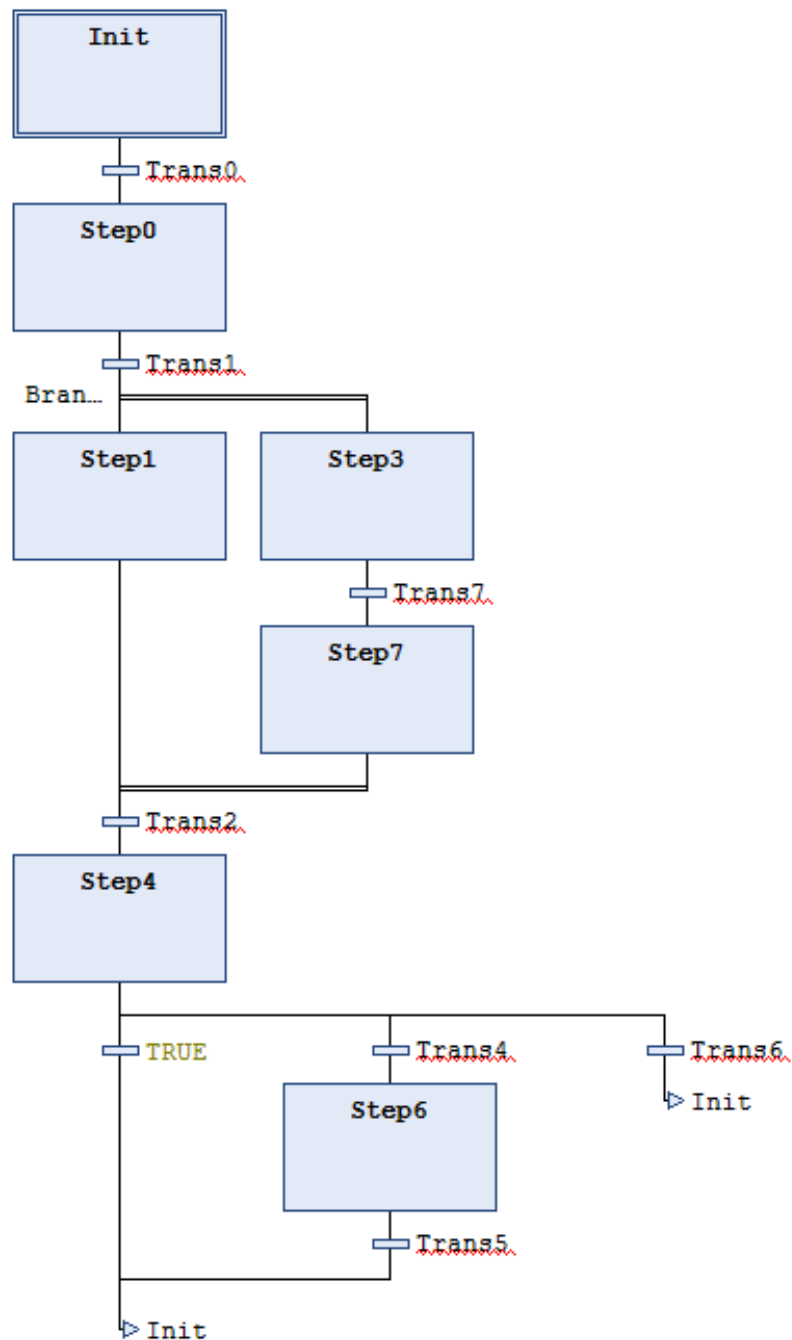 Init
Trans0
Step0
Trans1
Bran…
Step1
Step3
Trans7
Step7
Trans2
Step4
TRUE
Trans4
Trans6
Step6
Init
Trans5
Init